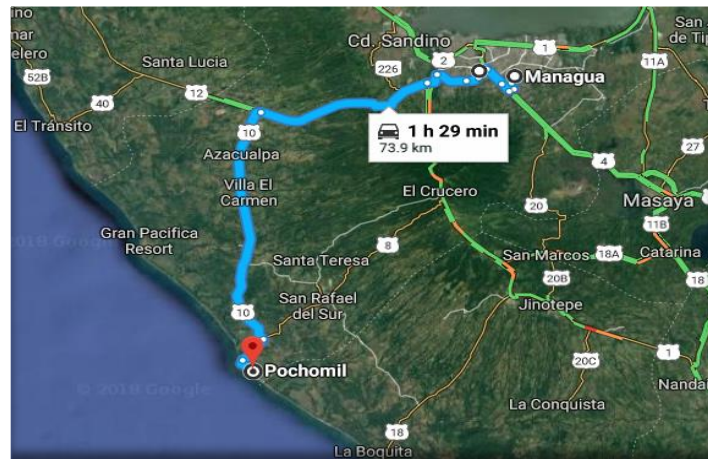 ino
nar
elero
52B
40
El Tránsito
Santa Lucia
12
Cd. Sandino
226
2
1
Managua
San J
de Tip
11A
1 h 29 min
73.9 km
10
Azacualpa
Villa El
Carmen
Gran Pacifica
Resort
El Crucero
4
27
Masaya
11B
20
8
Santa Teresa
San Marcos
18A
Catarina
18
20B
Jinotepe
10
San Rafael
del Sur
Pochomil
20C
1
Nandai
La Conquista
18
La Boquita
2018 Google
© 2018 Google